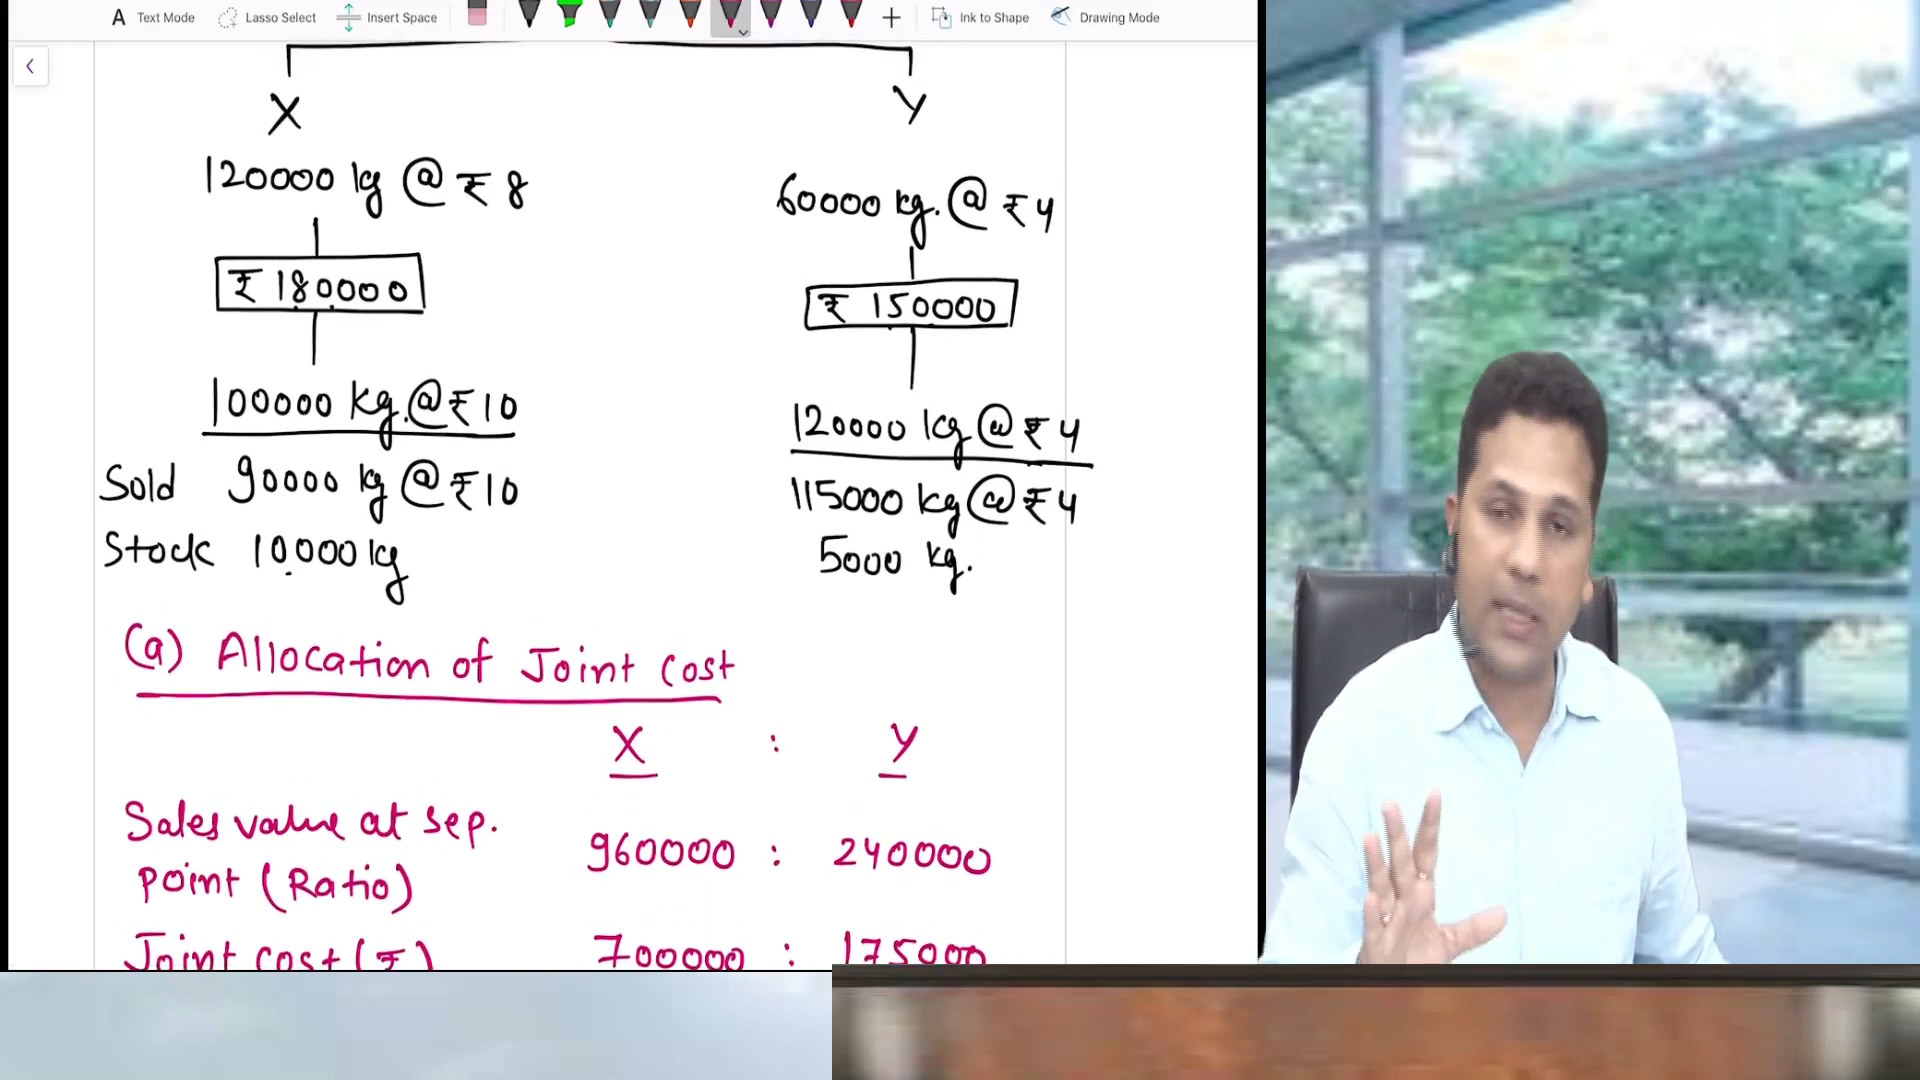 A Text Mode Lasso Select Insert Space Ink to Shape Drawing Mode
X Y
120000 kg @ ₹ 8
60000 kg. @ ₹ 4
₹ 180000
₹ 150000
100000 kg. @ ₹ 10
120000 kg @ ₹ 4
Sold 90000 kg @ ₹ 10
115000 kg @ ₹ 4
Stock 10000 kg
5000 kg.
(a) Allocation of Joint cost
X : Y
Sales value at sep.
point (Ratio)
960000 : 240000
Joint cost (₹) 700000 : 175000